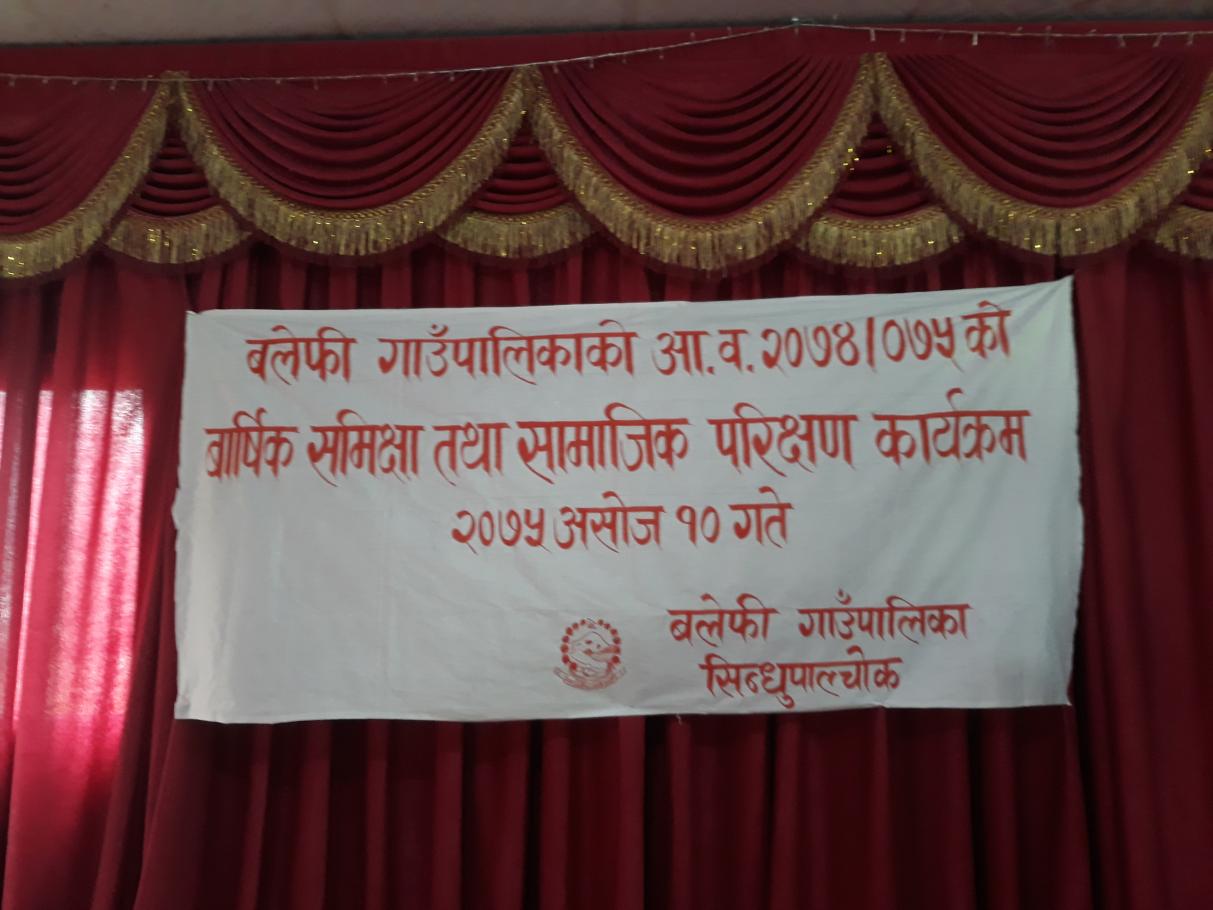 बलेफी गाउँपालिकाको आ.व. २०७४/०७५ को
बार्षिक समिक्षा तथा सामाजिक परिक्षण कार्यक्रम
२०७५ असोज १० गते
बलेफी गाउँपालिका
सिन्धुपाल्चोक